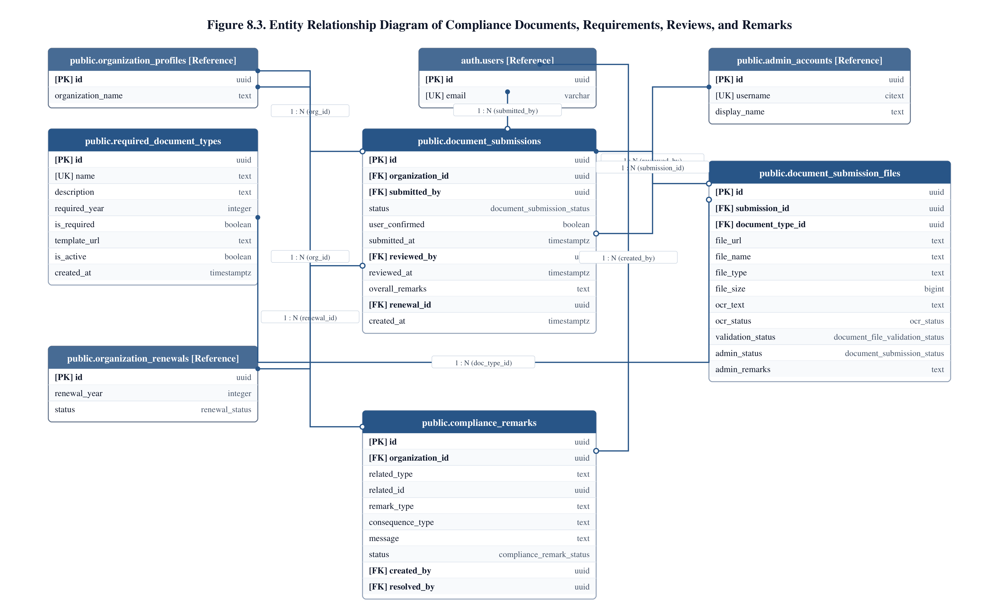 Figure 8.3. Entity Relationship Diagram of Compliance Documents, Requirements, Reviews, and Remarks
public.organization_profiles [Reference]
[PK] id uuid
organization_name text
auth.users [Reference]
[PK] id uuid
[UK] email varchar
public.admin_accounts [Reference]
[PK] id uuid
[UK] username citext
display_name text
1 : N (org_id)
1 : N (submitted_by)
public.required_document_types
[PK] id uuid
[UK] name text
description text
required_year integer
is_required boolean
template_url text
is_active boolean
created_at timestamptz
public.document_submissions
[PK] id uuid
[FK] organization_id uuid
[FK] submitted_by uuid
status document_submission_status
user_confirmed boolean
submitted_at timestamptz
[FK] reviewed_by
reviewed_at timestamptz
overall_remarks text
[FK] renewal_id uuid
created_at timestamptz
1 : N (reviewed_by)
1 : N (submission_id)
public.document_submission_files
[PK] id uuid
[FK] submission_id uuid
[FK] document_type_id uuid
file_url text
file_name text
file_type text
file_size bigint
ocr_text text
ocr_status ocr_status
validation_status document_file_validation_status
admin_status document_submission_status
admin_remarks text
1 : N (org_id)
1 : N (created_by)
1 : N (renewal_id)
public.organization_renewals [Reference]
[PK] id uuid
renewal_year integer
status renewal_status
1 : N (doc_type_id)
public.compliance_remarks
[PK] id uuid
[FK] organization_id uuid
related_type text
related_id uuid
remark_type text
consequence_type text
message text
status compliance_remark_status
[FK] created_by uuid
[FK] resolved_by uuid